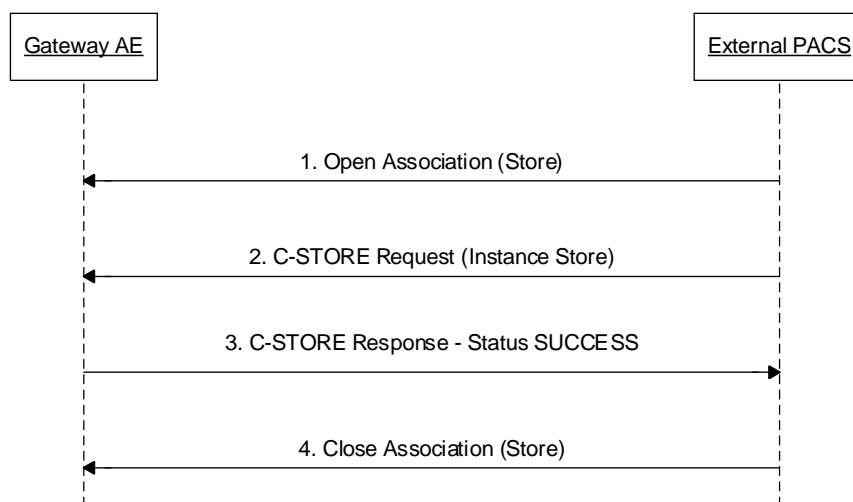 Gateway AE
External PACS
1. Open Association (Store)
2. C-STORE Request (Instance Store)
3. C-STORE Response - Status SUCCESS
4. Close Association (Store)